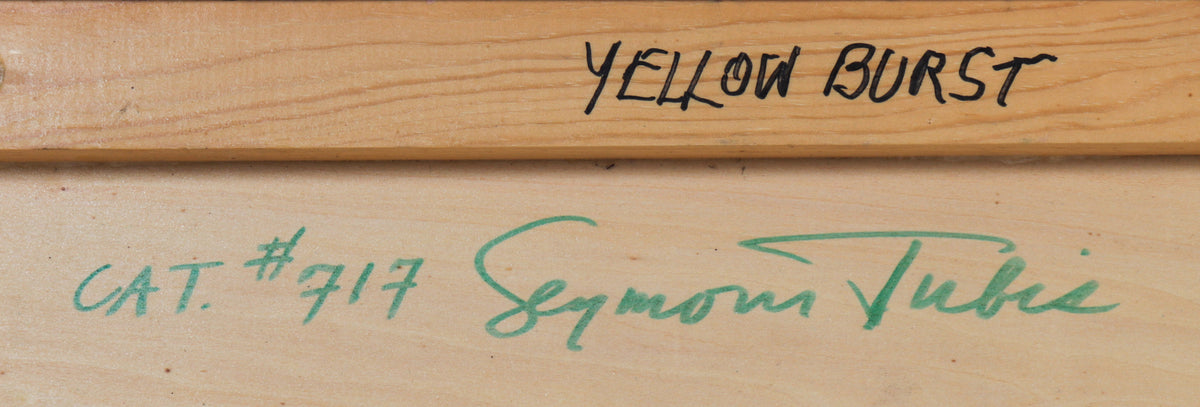 YELLOW BURST
CAT. #717 Seymour Tubis